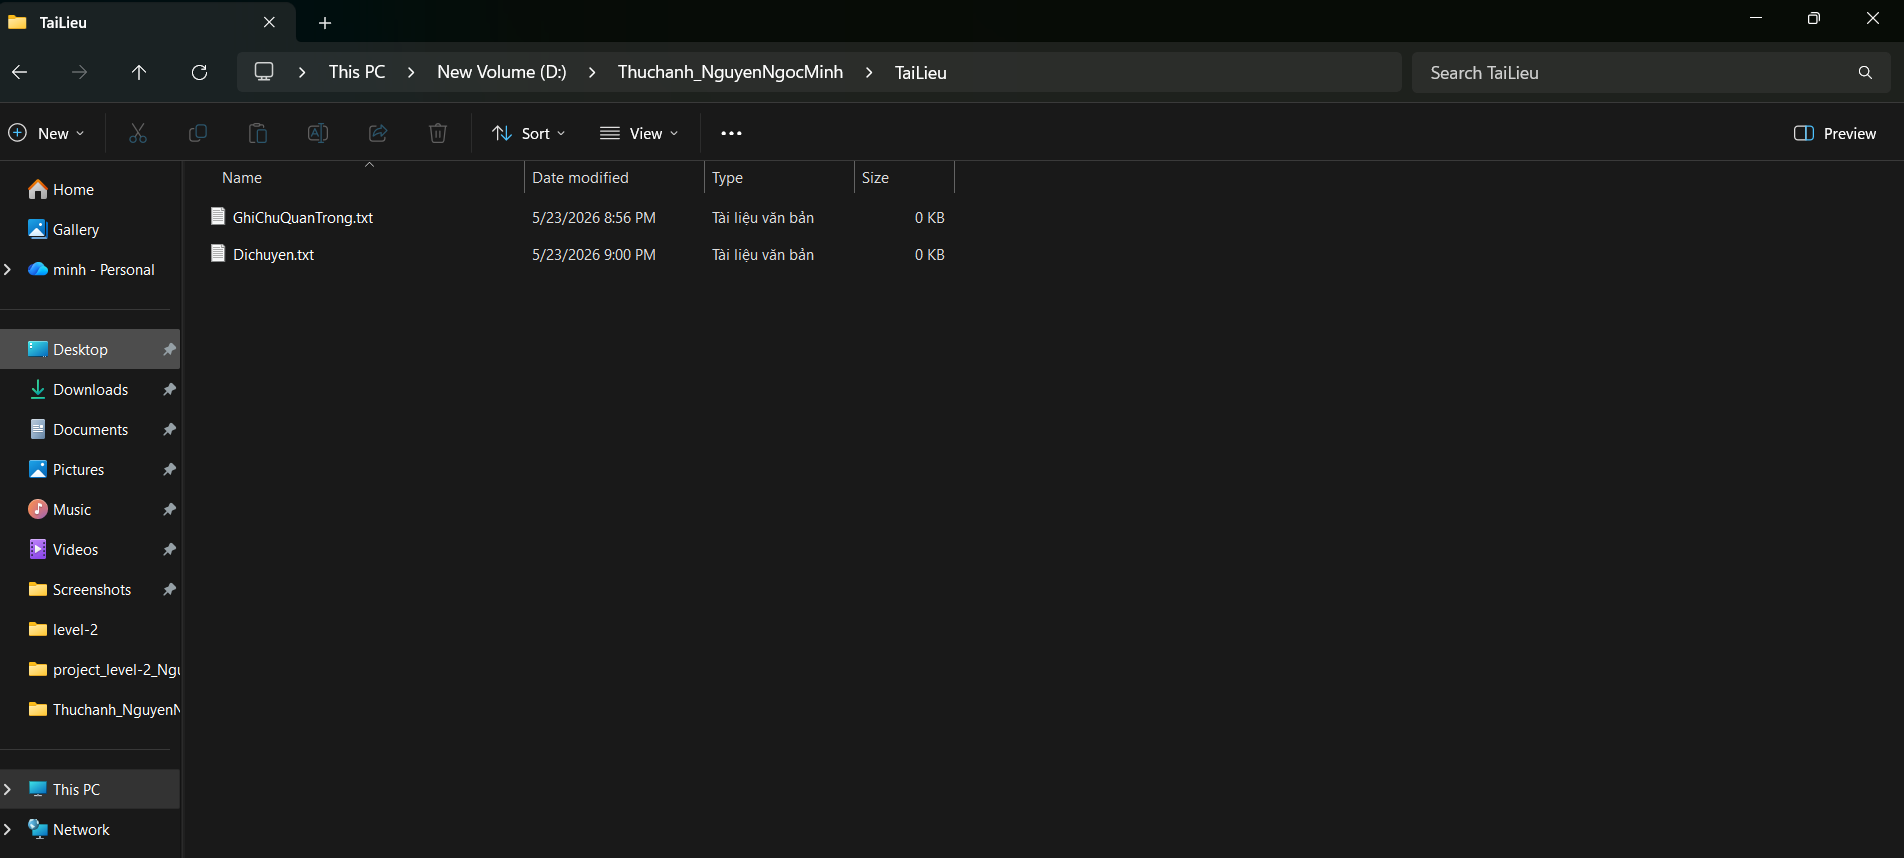 TaiLieu
This PC > New Volume (D:) > Thuchanh_NguyenNgocMinh > TaiLieu
Search TaiLieu
New
Sort
View
Preview
Name Date modified Type Size
GhiChuQuanTrong.txt 5/23/2026 8:56 PM Tài liệu văn bản 0 KB
Dichuyen.txt 5/23/2026 9:00 PM Tài liệu văn bản 0 KB
Home
Gallery
minh - Personal
Desktop
Downloads
Documents
Pictures
Music
Videos
Screenshots
level-2
project_level-2_Ngu
Thuchanh_NguyenN
This PC
Network